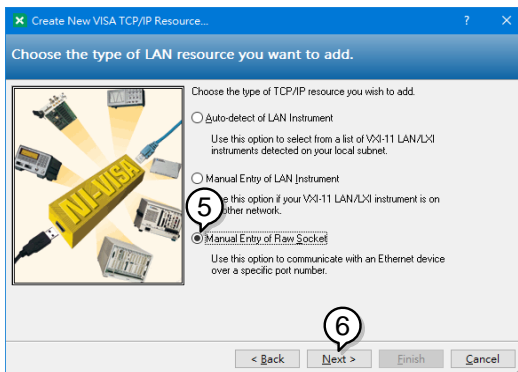 Create New VISA TCP/IP Resource...
? ×
Choose the type of LAN resource you want to add.
NI-VISA
Choose the type of TCP/IP resource you wish to add.
Auto-detect of LAN Instrument
Use this option to select from a list of VXI-11 LAN/LXI
instruments detected on your local subnet.
Manual Entry of LAN Instrument
this option if your VXI-11 LAN/LXI instrument is on
network.
5
Manual Entry of Raw Socket
Use this option to communicate with an Ethernet device
over a specific port number.
6
< Back Next > Finish Cancel